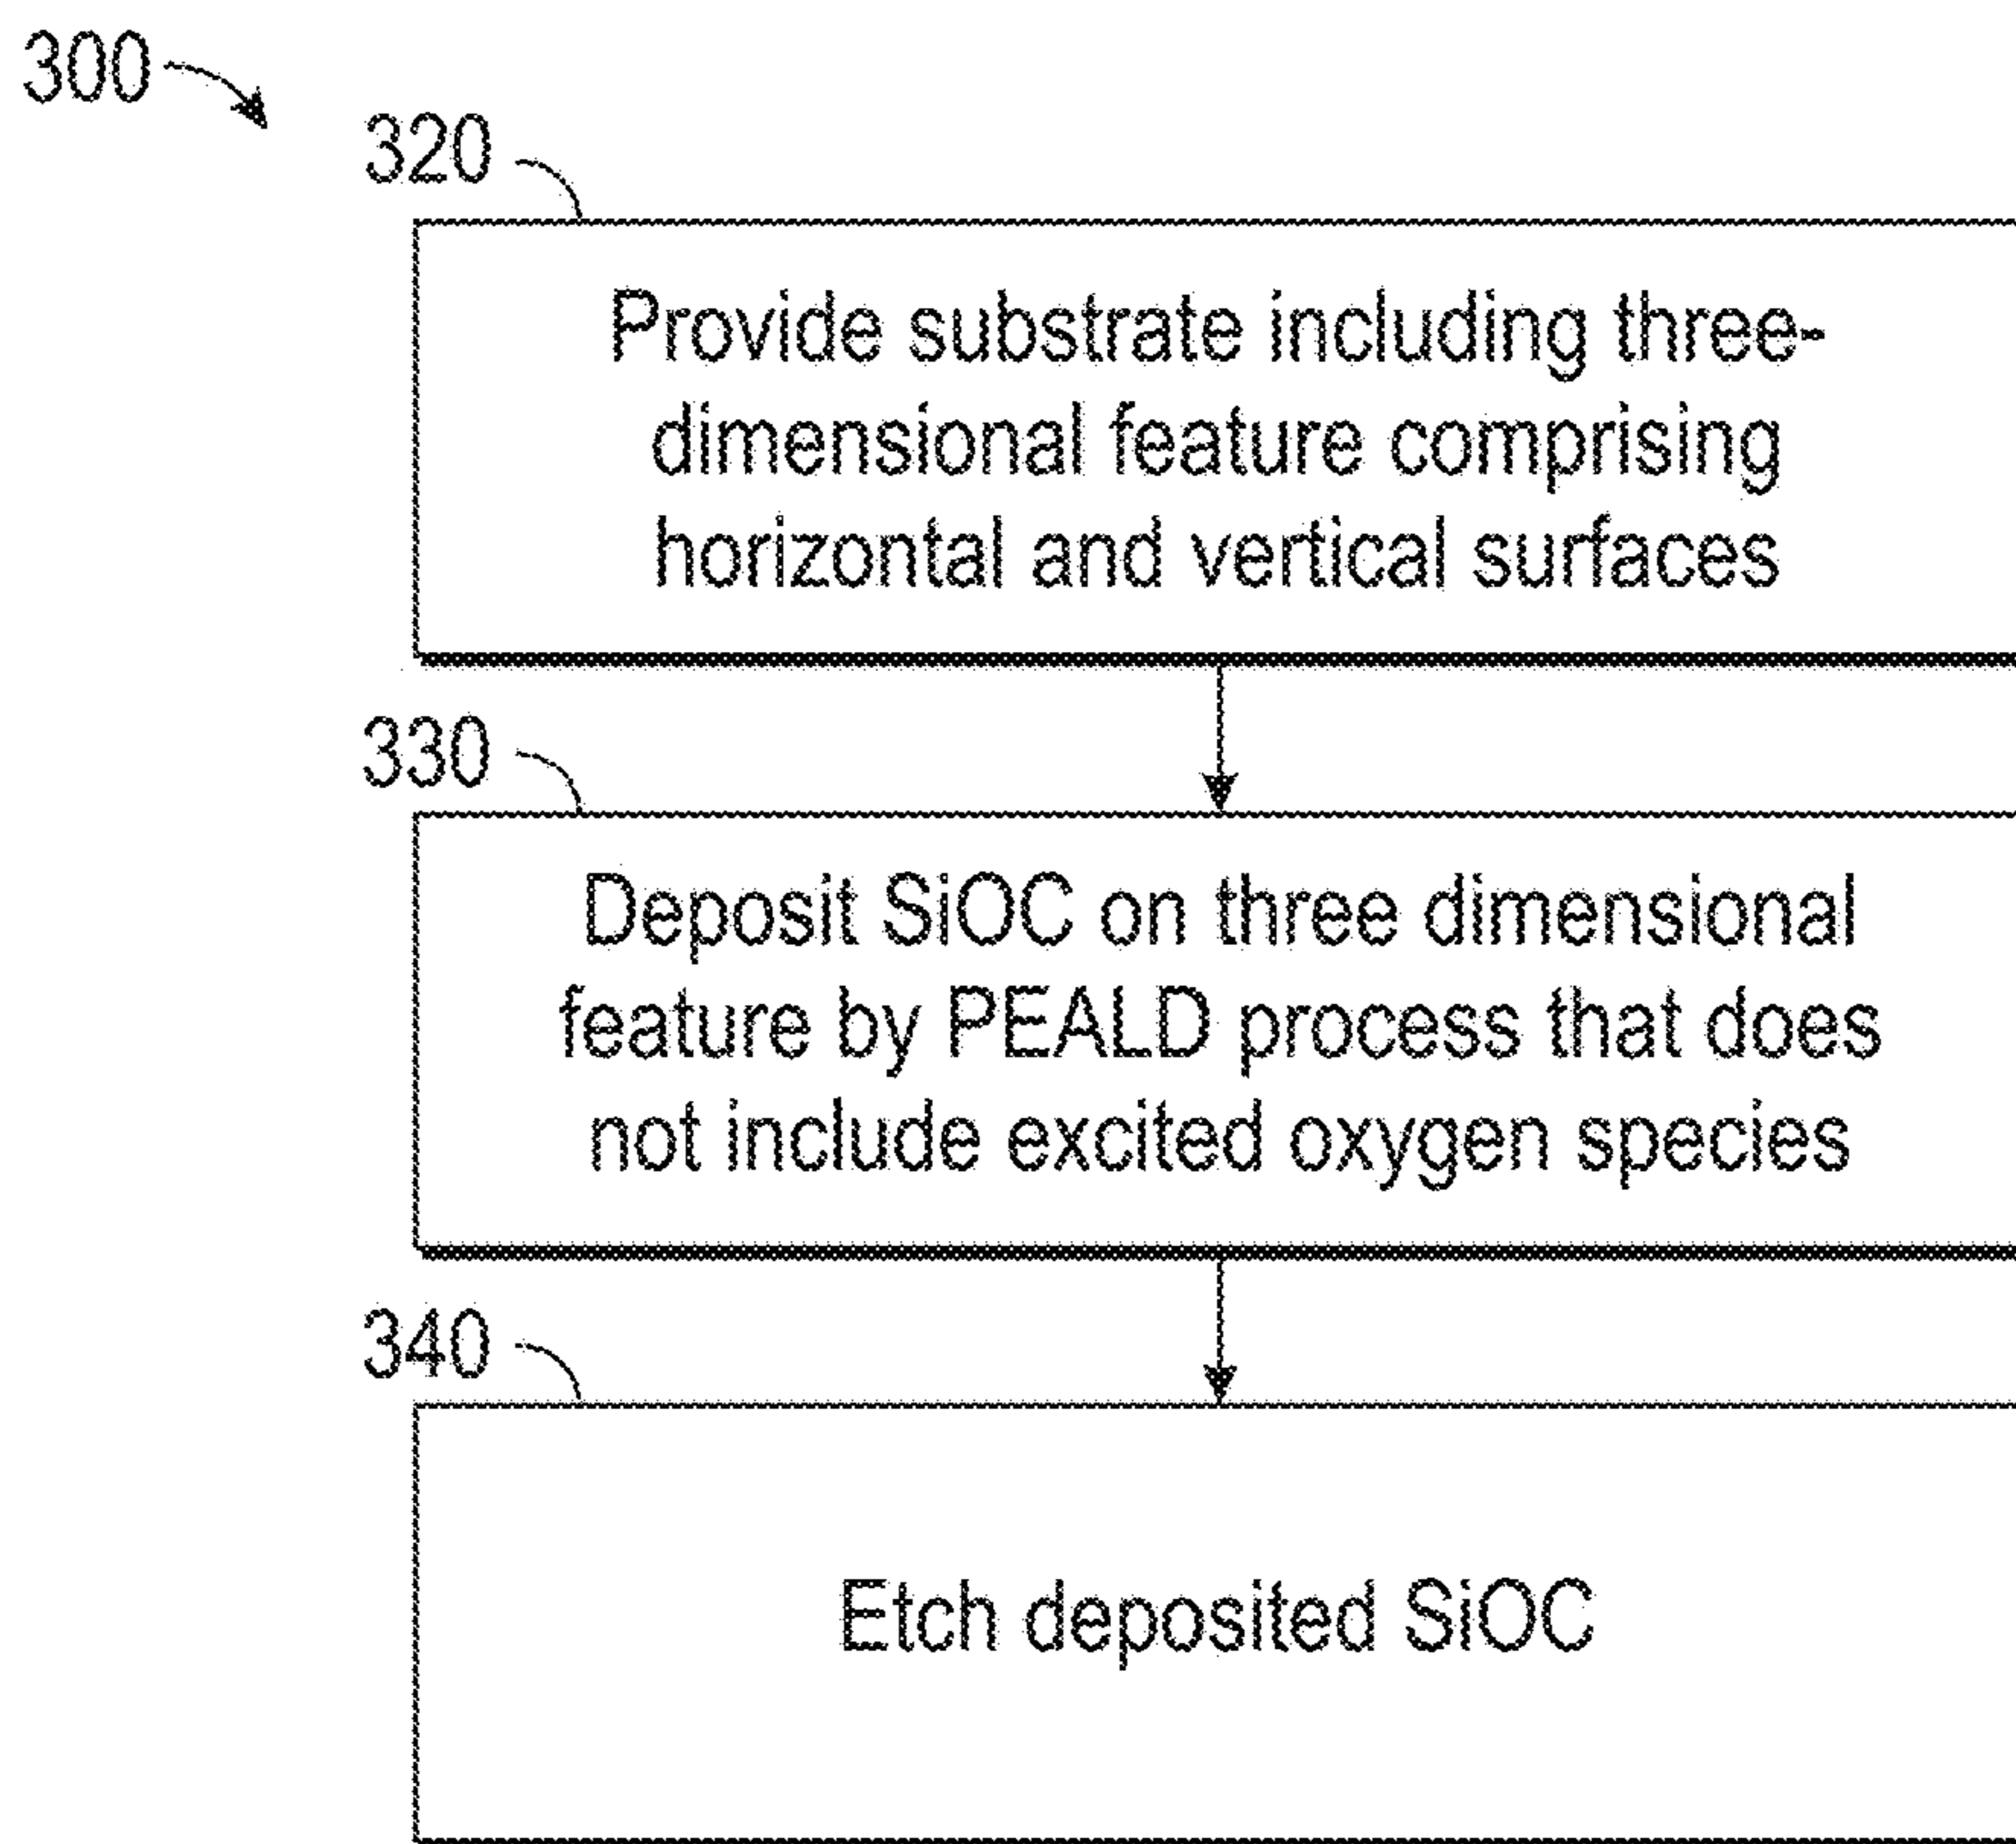 300
320
Provide substrate including three-
dimensional feature comprising
horizontal and vertical surfaces
330
Deposit SiOC on three dimensional
feature by PEALD process that does
not include excited oxygen species
340
Etch deposited SiOC